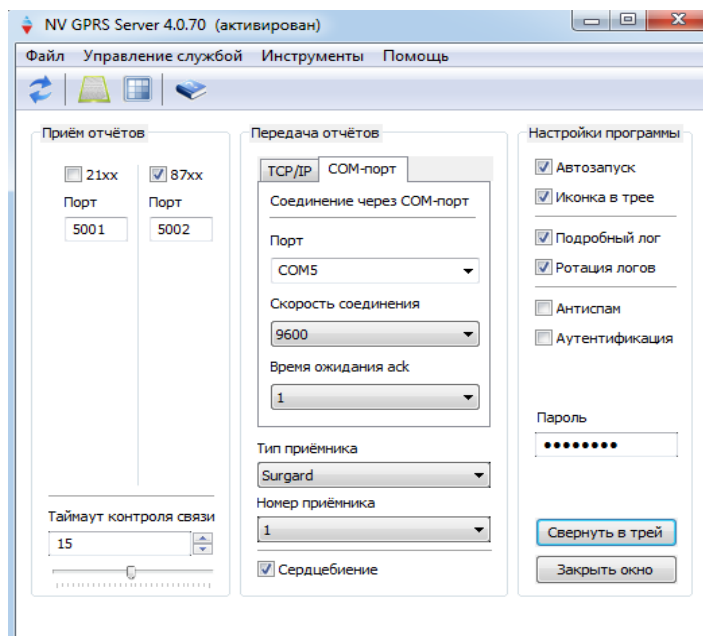 NV GPRS Server 4.0.70 (активирован)
Файл Управление службой Инструменты Помощь
Приём отчётов
21xx 87xx
Порт Порт
5001 5002
Таймаут контроля связи
15
Передача отчётов
TCP/IP COM-порт
Соединение через COM-порт
Порт
COM5
Скорость соединения
9600
Время ожидания ack
1
Тип приёмника
Surgard
Номер приёмника
1
Сердцебиение
Настройки программы
Автозапуск
Иконка в трее
Подробный лог
Ротация логов
Антиспам
Аутентификация
Пароль
••••••••
Свернуть в трей
Закрыть окно